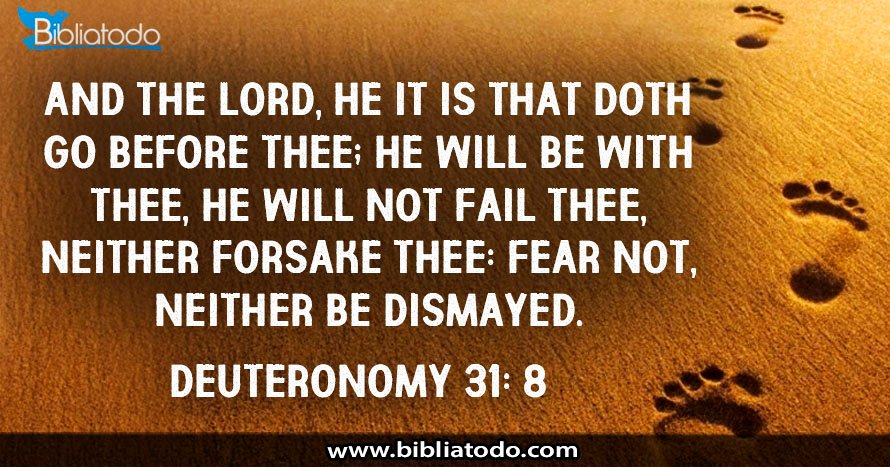 Bibliatodo
AND THE LORD, HE IT IS THAT DOTH
GO BEFORE THEE; HE WILL BE WITH
THEE, HE WILL NOT FAIL THEE,
NEITHER FORSAKE THEE: FEAR NOT,
NEITHER BE DISMAYED.
DEUTERONOMY 31: 8
www.bibliatodo.com